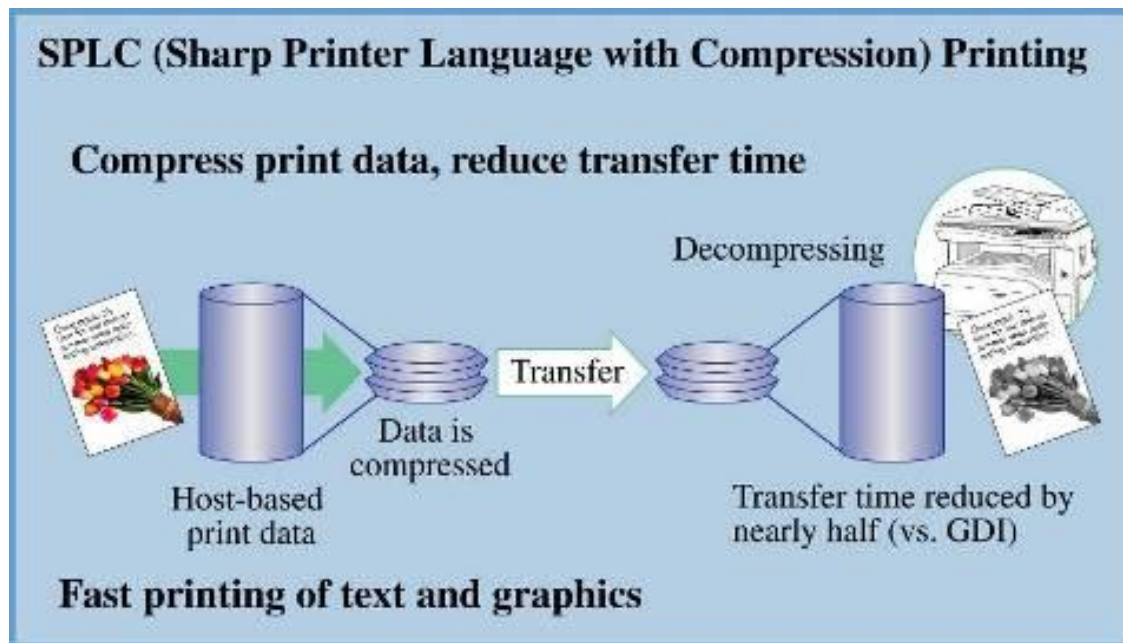 SPLC (Sharp Printer Language with Compression) Printing
Compress print data, reduce transfer time
Decompressing
Transfer
Data is
compressed
Host-based
print data
Transfer time reduced by
nearly half (vs. GDI)
Fast printing of text and graphics